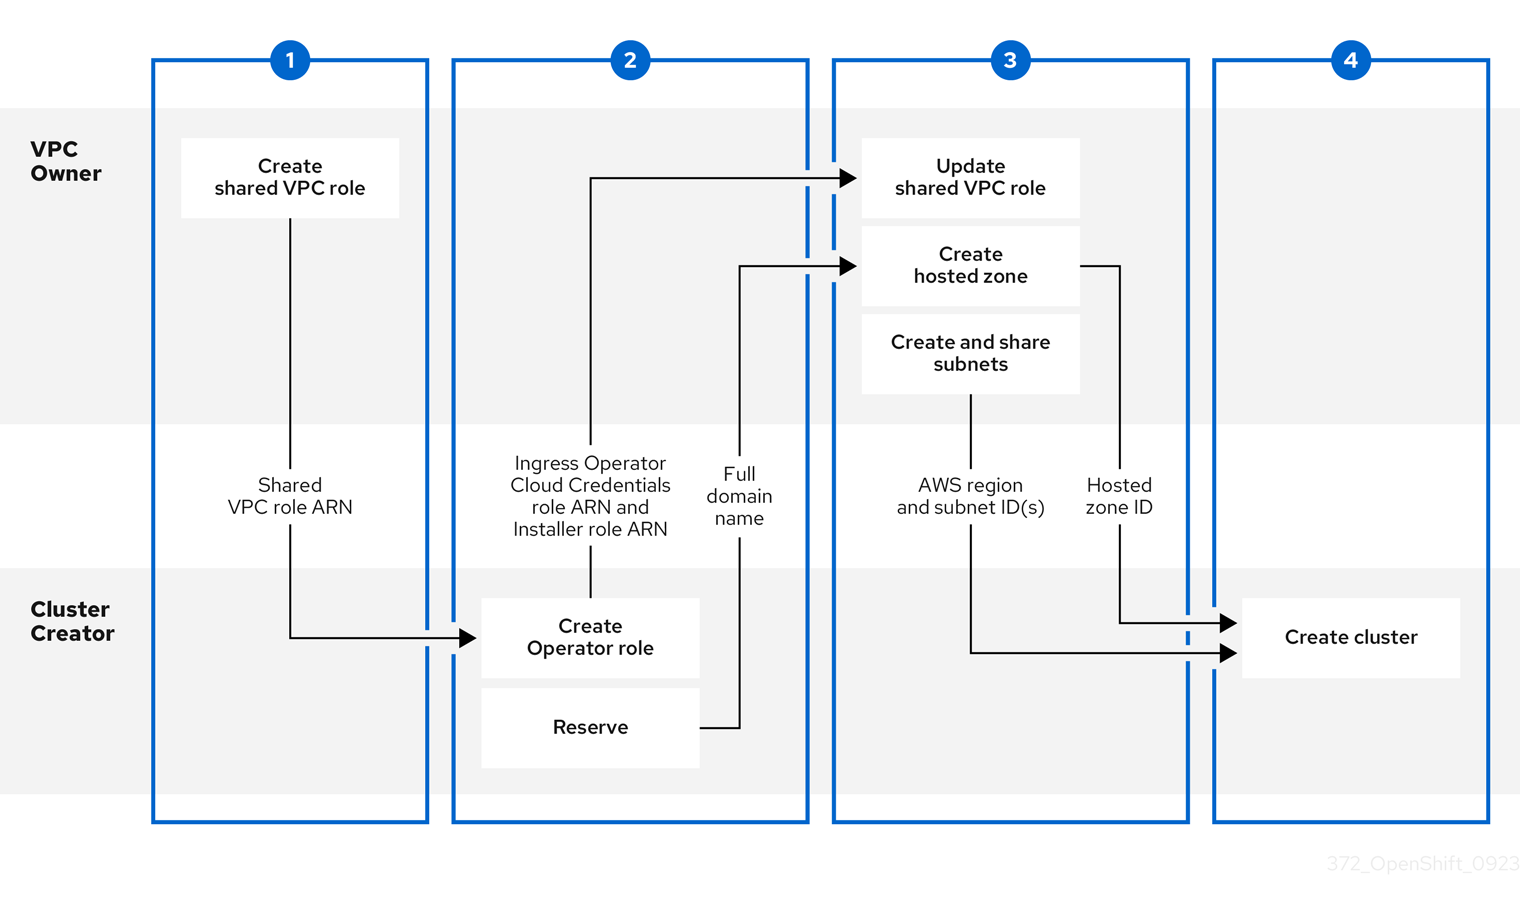 1
2
3
4
VPC
Owner
Create
shared VPC role
Update
shared VPC role
Create
hosted zone
Create and share
subnets
Shared
VPC role ARN
Ingress Operator
Cloud Credentials
role ARN and
Installer role ARN
Full
domain
name
AWS region
and subnet ID(s)
Hosted
zone ID
Cluster
Creator
Create
Operator role
Reserve
Create cluster
372_OpenShift_0923